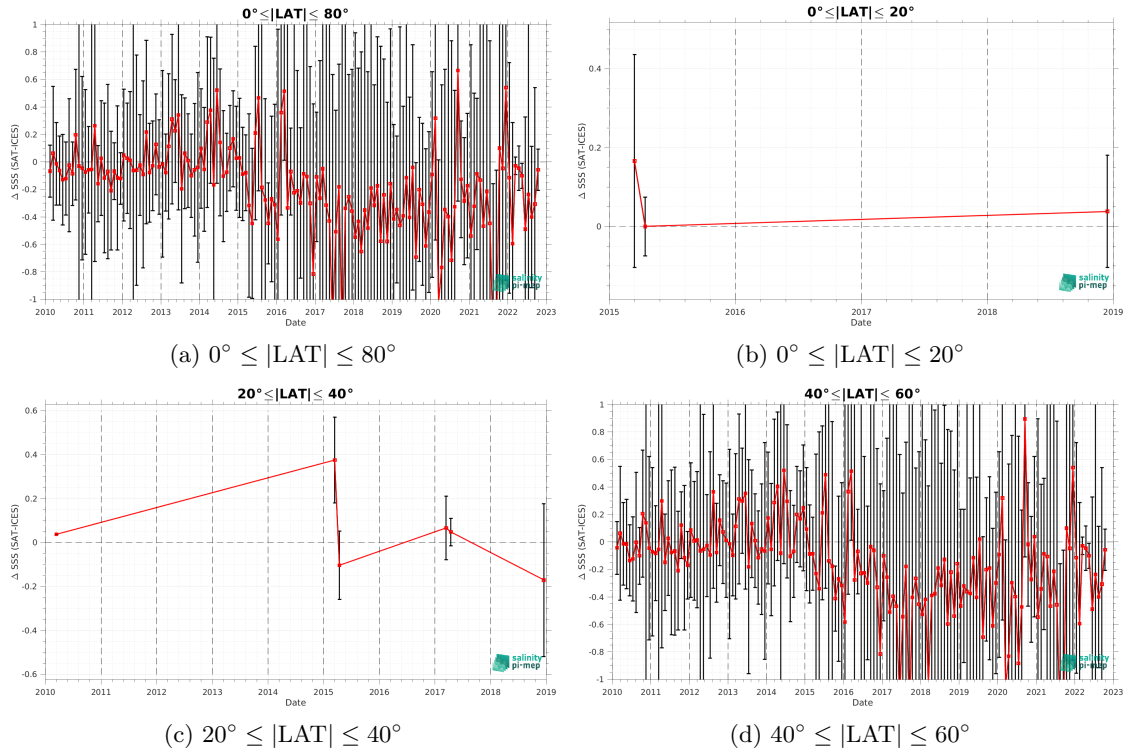 0°≤|LAT|≤ 80°
Δ SSS (SAT-ICES)
1
0.8
0.6
0.4
0.2
0
-0.2
-0.4
-0.6
-0.8
-1
2010 2011 2012 2013 2014 2015 2016 2017 2018 2019 2020 2021 2022 2023
Date
salinity
pi-mep
(a) 0° ≤ |LAT| ≤ 80°
0°≤|LAT|≤ 20°
Δ SSS (SAT-ICES)
0.4
0.2
0
2015 2016 2017 2018 2019
Date
salinity
pi-mep
(b) 0° ≤ |LAT| ≤ 20°
20°≤|LAT|≤ 40°
Δ SSS (SAT-ICES)
0.6
0.4
0.2
0
-0.2
-0.4
-0.6
2010 2011 2012 2013 2014 2015 2016 2017 2018 2019
Date
salinity
pi-mep
(c) 20° ≤ |LAT| ≤ 40°
40°≤|LAT|≤ 60°
Δ SSS (SAT-ICES)
1
0.8
0.6
0.4
0.2
0
-0.2
-0.4
-0.6
-0.8
-1
2010 2011 2012 2013 2014 2015 2016 2017 2018 2019 2020 2021 2022 2023
Date
salinity
pi-mep
(d) 40° ≤ |LAT| ≤ 60°